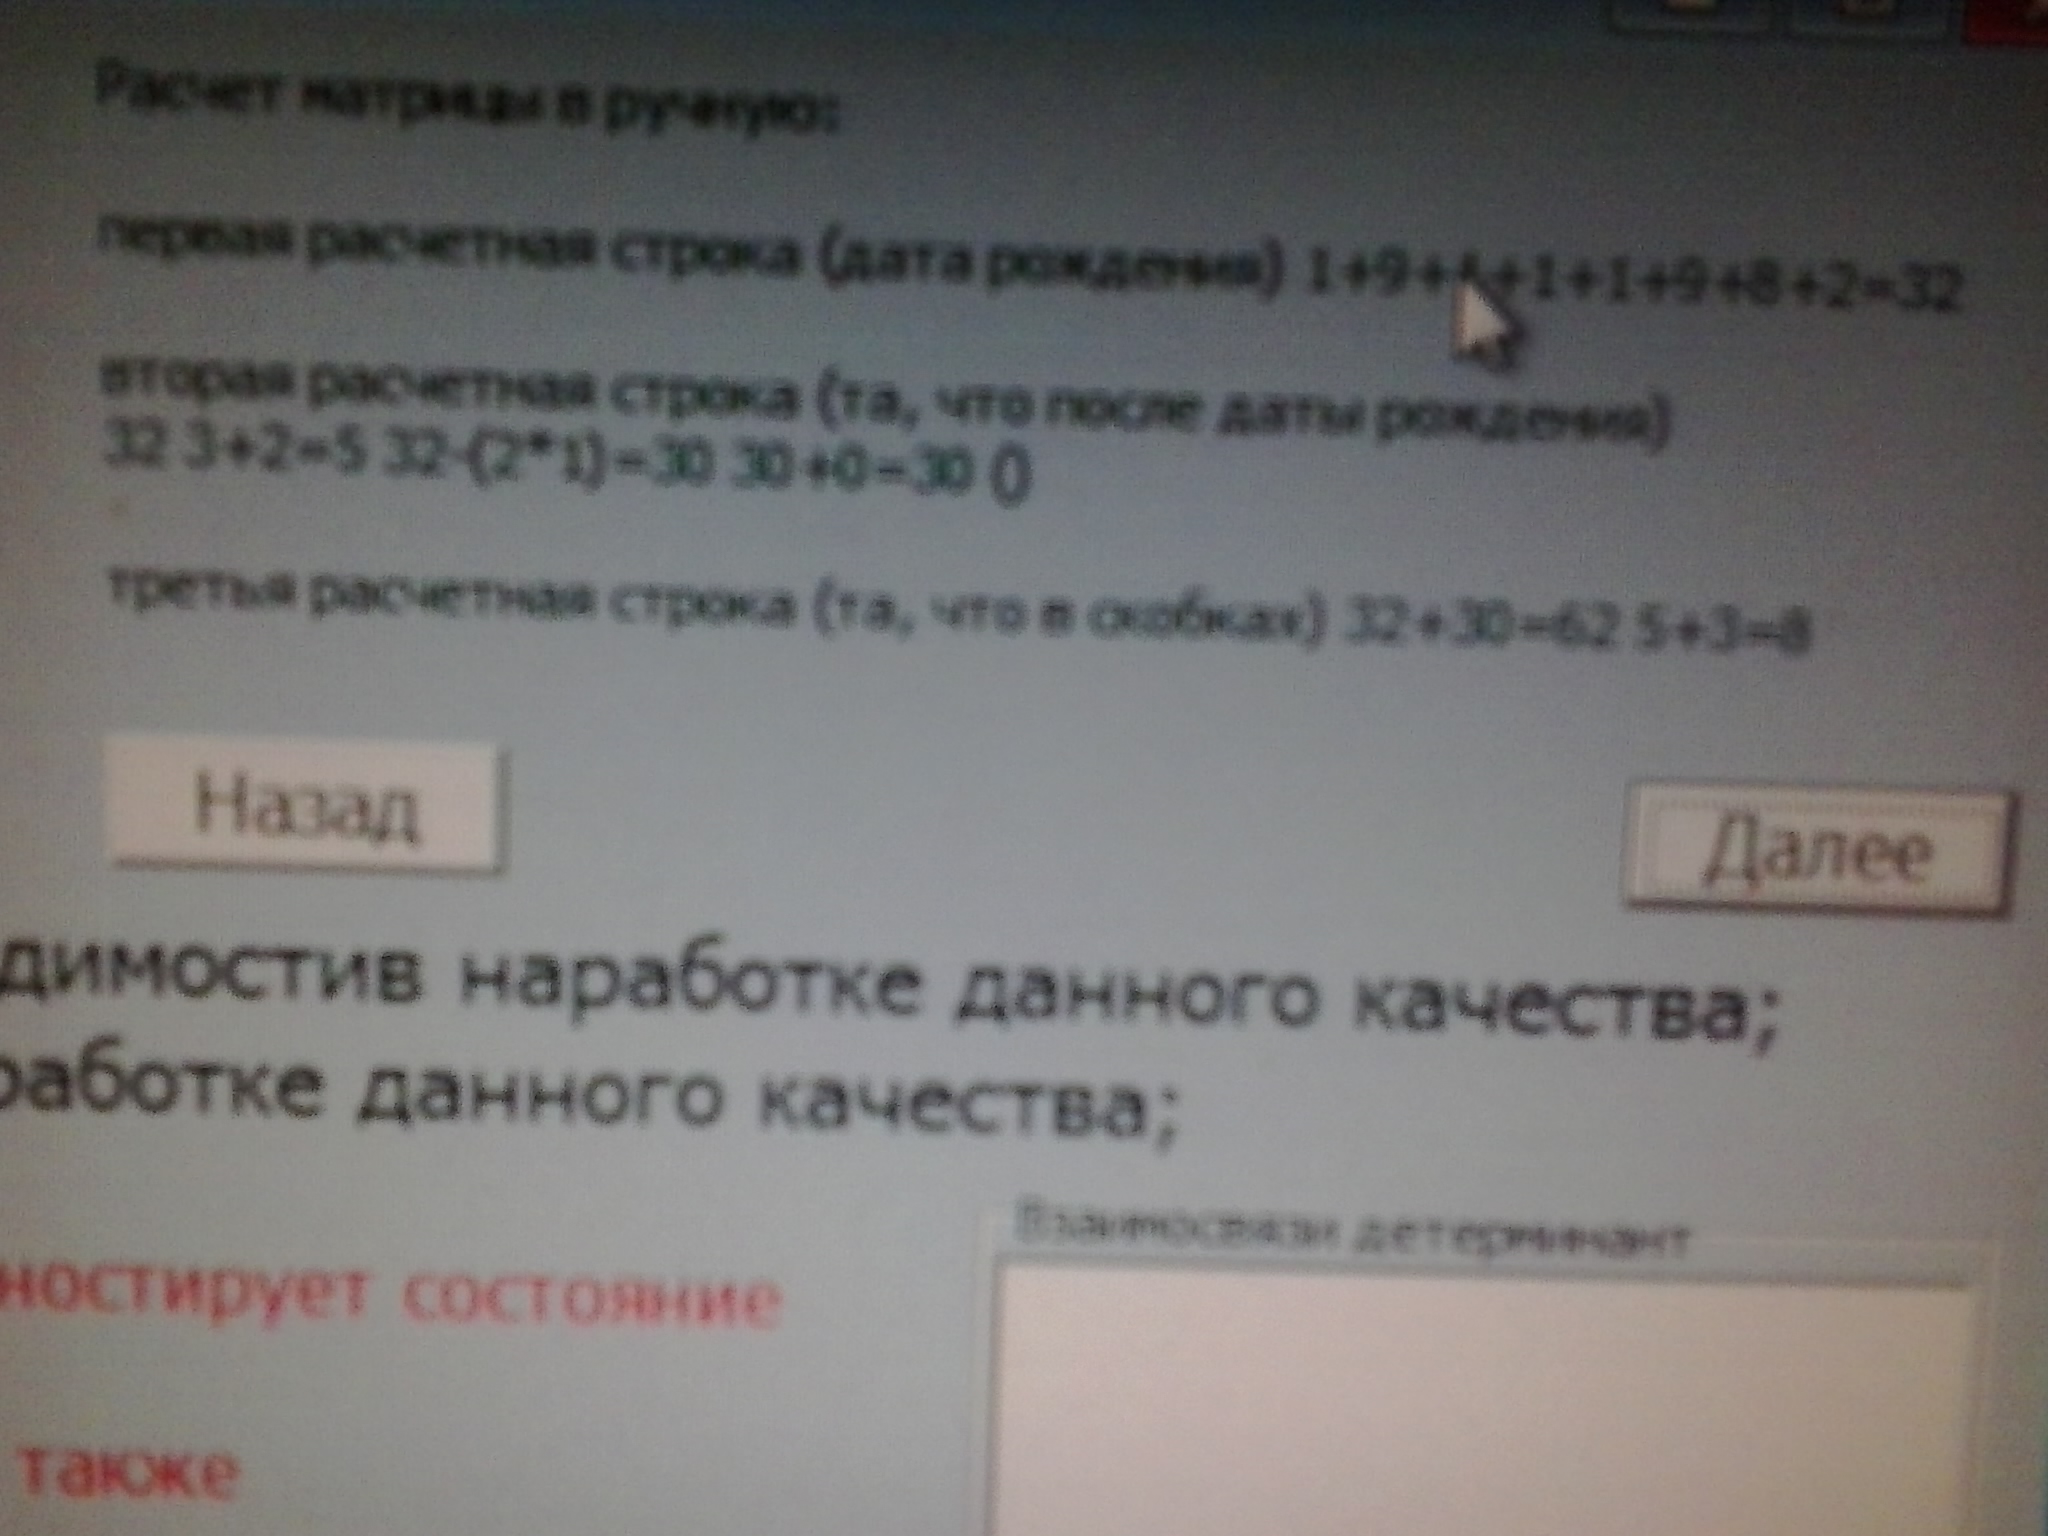 Расчет матрицы в ручную:
первая расчетная строка (дата рождения) 1+9+1+1+1+9+8+2=32
вторая расчетная строка (та, что после даты рождения)
32 3+2=5 32-(2*1)=30 30+0=30 ()
третья расчетная строка (та, что в скобках) 32+30=62 5+3=8
Назад
Далее
димостив наработке данного качества;
работке данного качества;
Взаимосвязи детерминант
ностирует состояние
также